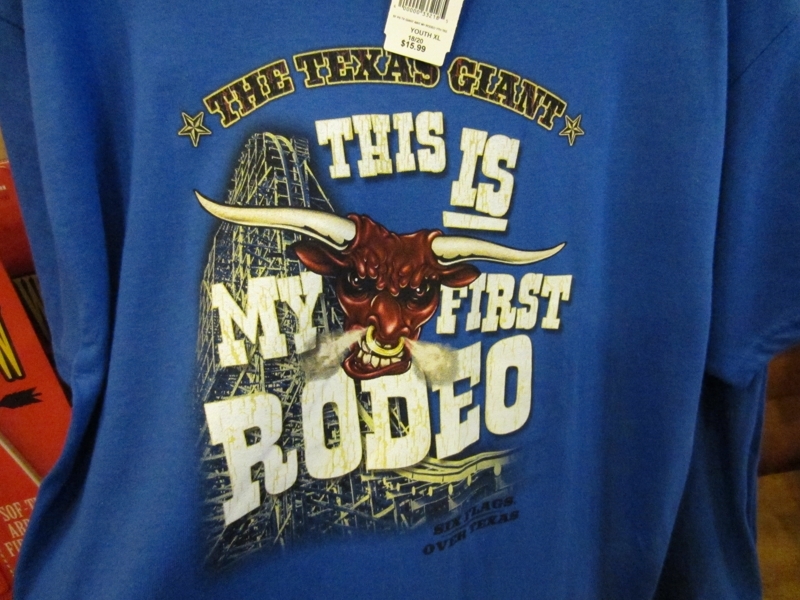 YOUTH XL
18/20
$15.99
THE TEXAS GIANT
THIS IS
MY FIRST
RODEO
SIX FLAGS
OVER TEXAS